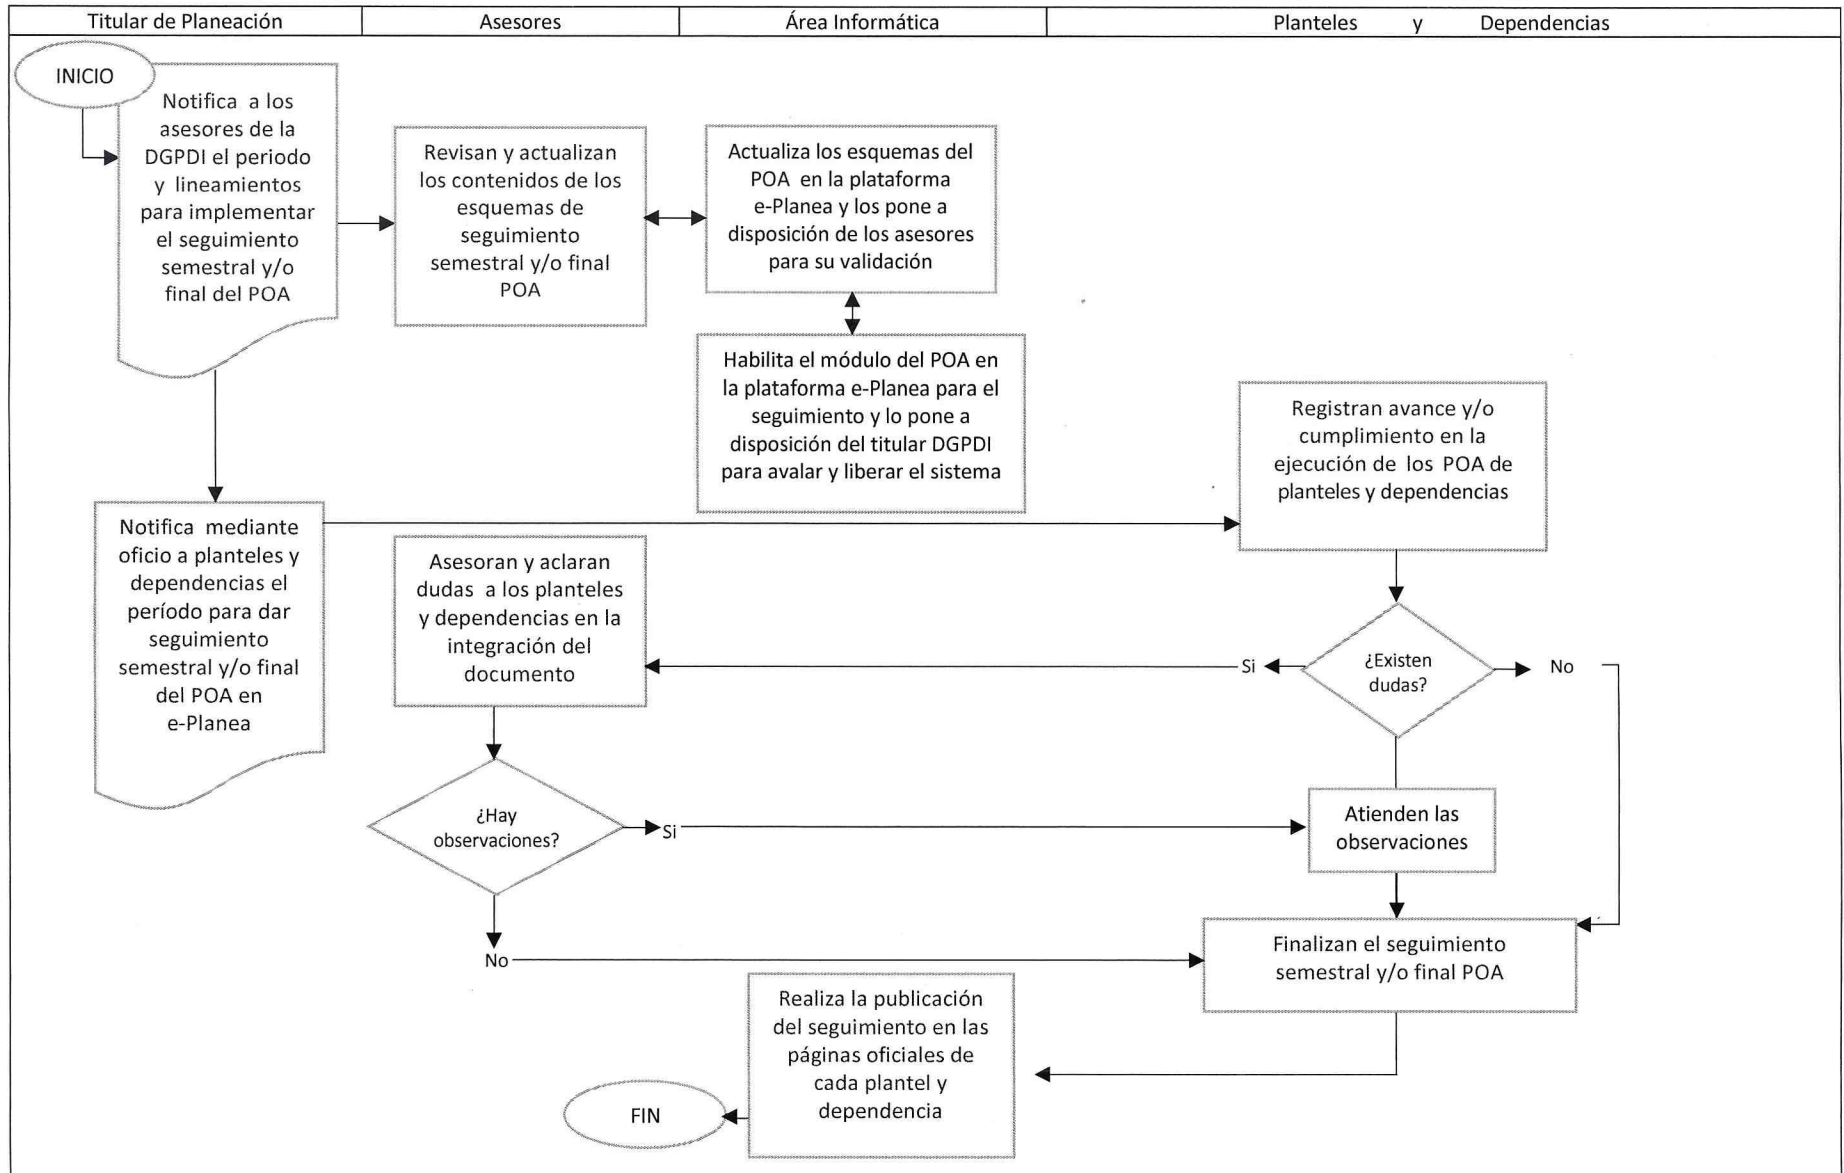 Titular de Planeación
Asesores
Área Informática
Planteles y Dependencias
INICIO
Notifica a los
asesores de la
DGPDI el periodo
y lineamientos
para implementar
el seguimiento
semestral y/o
final del POA
Revisan y actualizan
los contenidos de los
esquemas de
seguimiento
semestral y/o final
POA
Actualiza los esquemas del
POA en la plataforma
e-Planea y los pone a
disposición de los asesores
para su validación
Habilita el módulo del POA en
la plataforma e-Planea para el
seguimiento y lo pone a
disposición del titular DGPDI
para avalar y liberar el sistema
Registran avance y/o
cumplimiento en la
ejecución de los POA de
planteles y dependencias
Notifica mediante
oficio a planteles y
dependencias el
período para dar
seguimiento
semestral y/o final
del POA en
e-Planea
Asesoran y aclaran
dudas a los planteles
y dependencias en la
integración del
documento
Si
¿Existen
dudas?
No
¿Hay
observaciones?
Si
Atienden las
observaciones
No
Finalizan el seguimiento
semestral y/o final POA
Realiza la publicación
del seguimiento en las
páginas oficiales de
cada plantel y
dependencia
FIN